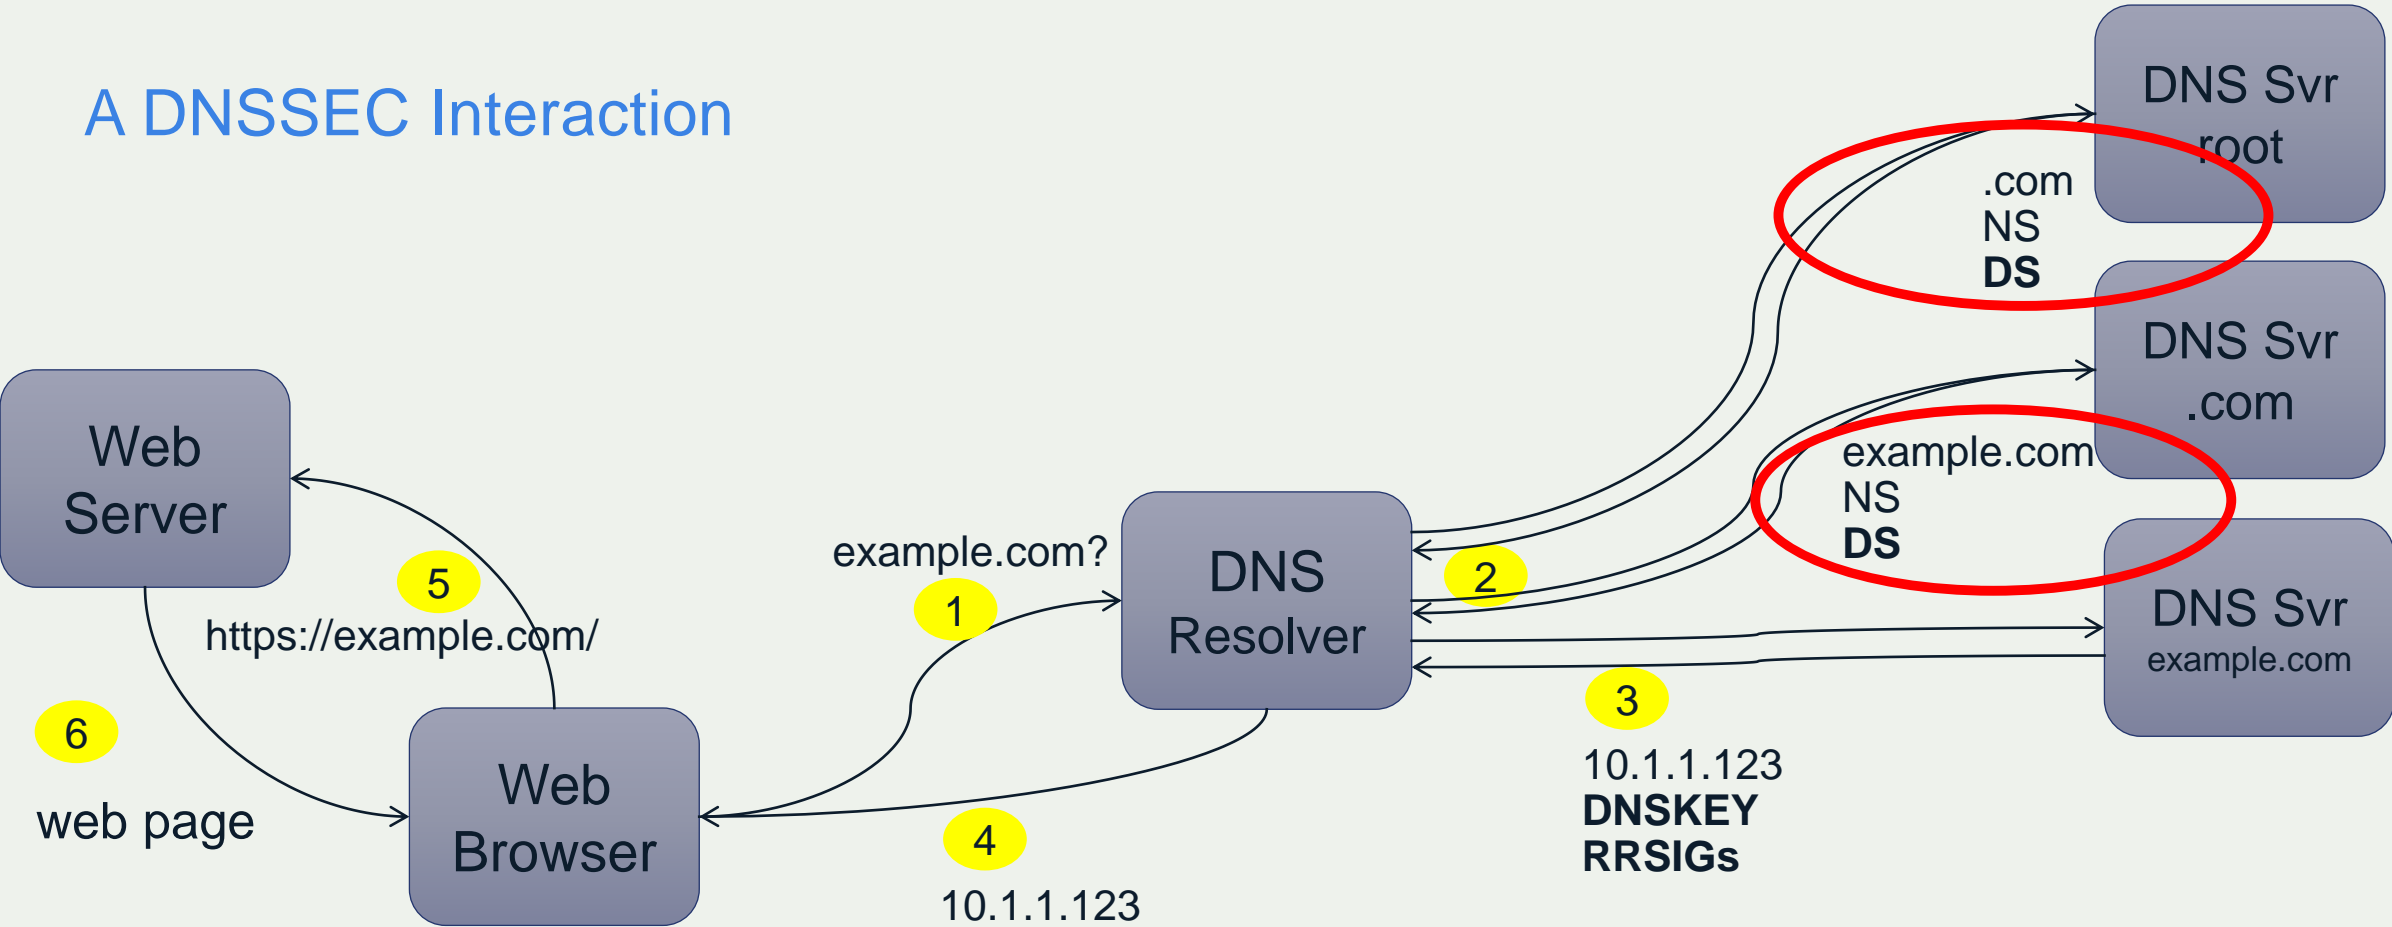 A DNSSEC Interaction
DNS Svr
root
.com
NS
DS
DNS Svr
.com
example.com
NS
DS
DNS Svr
example.com
Web
Server
5
https://example.com/
6
web page
Web
Browser
example.com?
1
DNS
Resolver
2
3
10.1.1.123
DNSKEY
RRSIGs
4
10.1.1.123